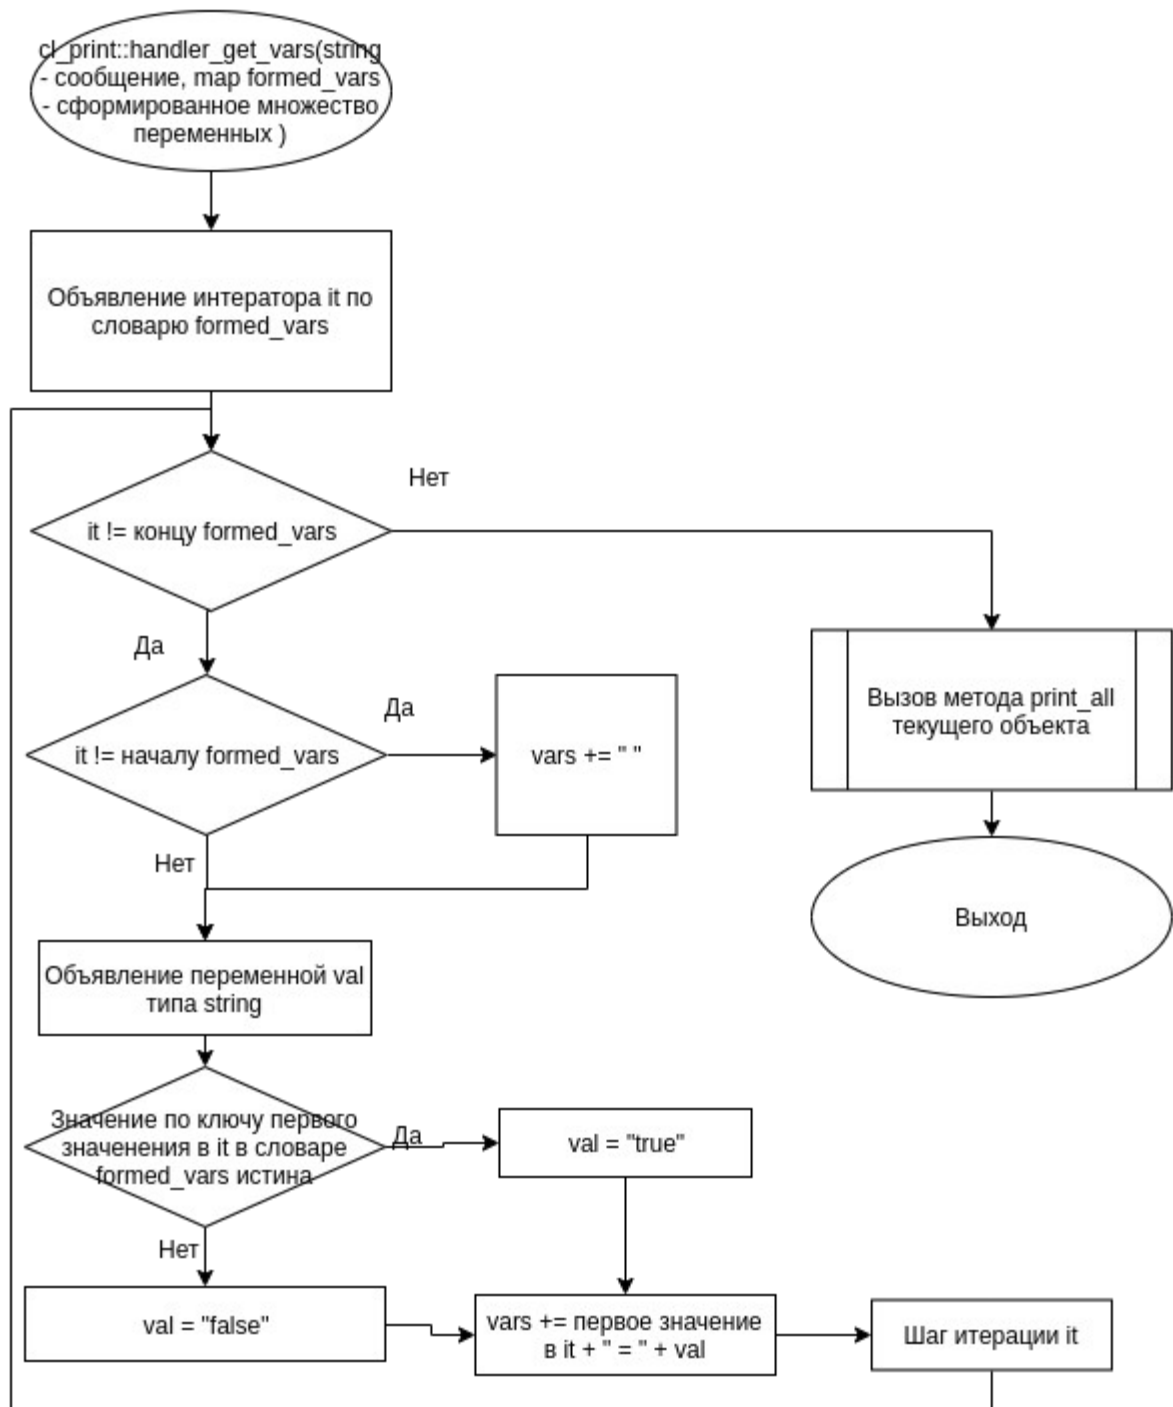 cl_print::handler_get_vars(string
- сообщение, map formed_vars
- сформированное множество
переменных )
Объявление интератора it по
словарю formed_vars
Нет
it != концу formed_vars
Да
Вызов метода print_all
текущего объекта
Да
it != началу formed_vars
vars += " "
Нет
Выход
Объявление переменной val
типа string
Значение по ключу первого
значенения в it в словаре
formed_vars истина
Да
val = "true"
Нет
val = "false"
vars += первое значение
в it + " = " + val
Шаг итерации it